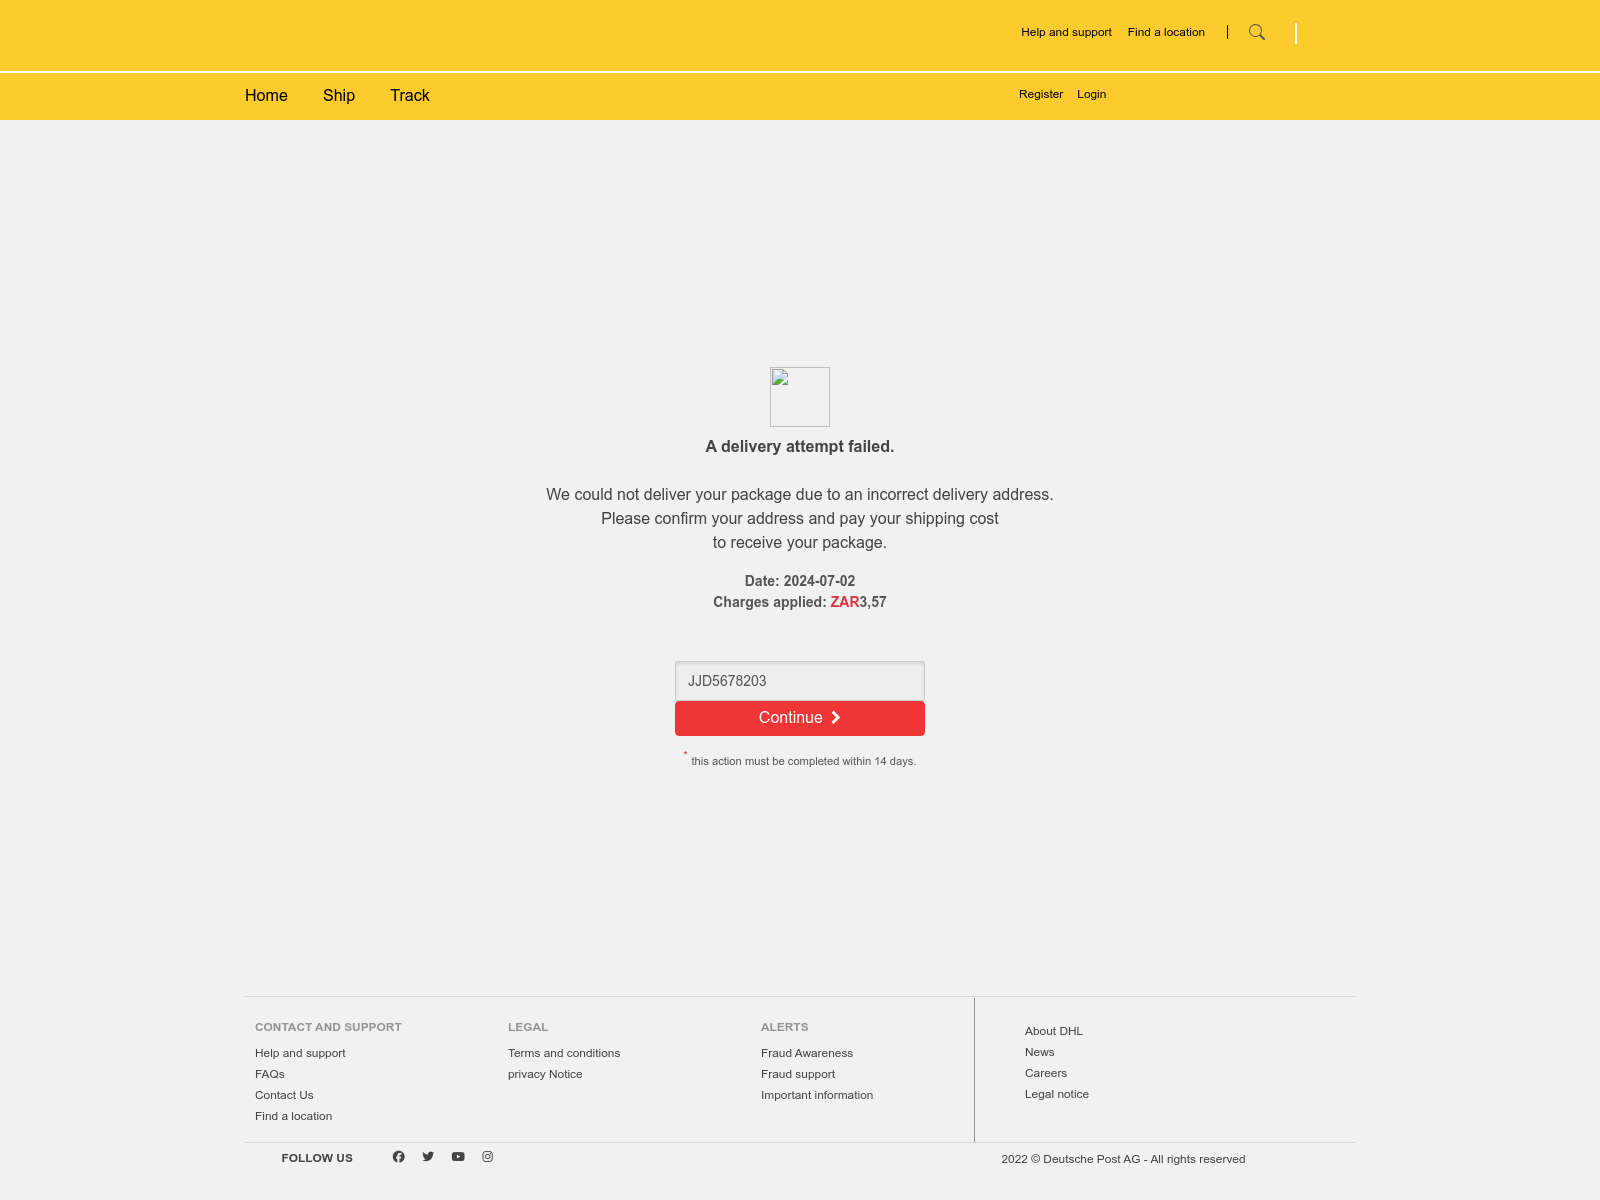 Help and support Find a location
Home Ship Track Register Login
A delivery attempt failed.
We could not deliver your package due to an incorrect delivery address.
Please confirm your address and pay your shipping cost
to receive your package.
Date: 2024-07-02
Charges applied: ZAR3,57
JJD5678203
Continue
* this action must be completed within 14 days.
CONTACT AND SUPPORT
Help and support
FAQs
Contact Us
Find a location
LEGAL
Terms and conditions
privacy Notice
ALERTS
Fraud Awareness
Fraud support
Important information
About DHL
News
Careers
Legal notice
FOLLOW US
2022 © Deutsche Post AG - All rights reserved